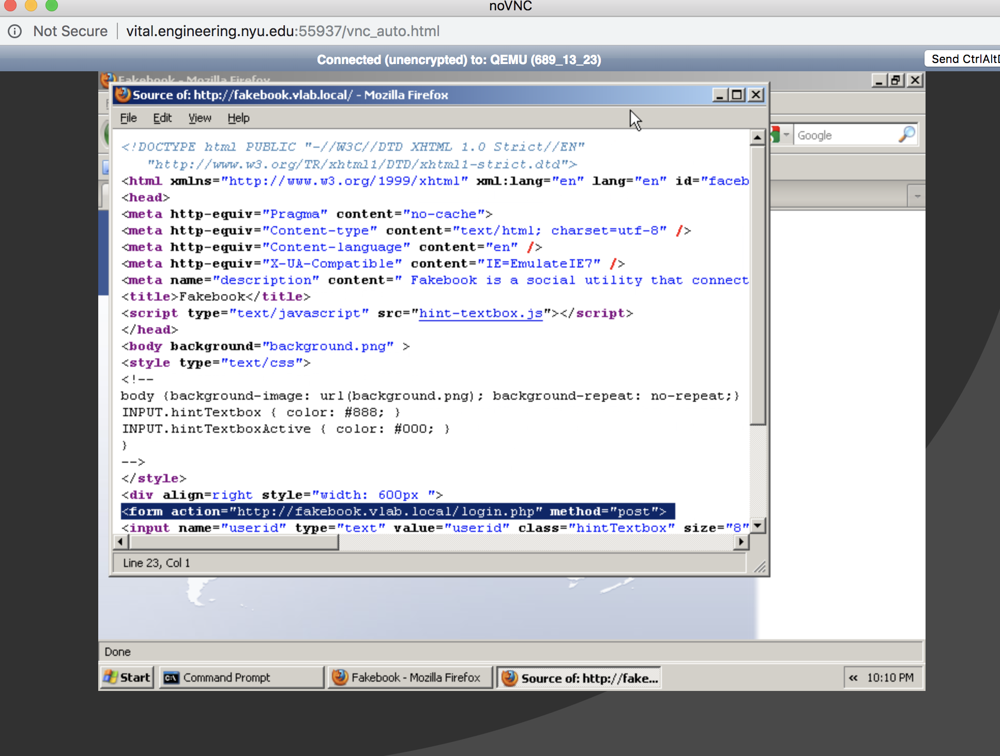 noVNC
Not Secure | vital.engineering.nyu.edu:55937/vnc_auto.html
Connected (unencrypted) to: QEMU (689_13_23)
Send CtrlAltD
Fakebook - Mozilla Firefox
Source of: http://fakebook.vlab.local/ - Mozilla Firefox
File Edit View Help
Google
<!DOCTYPE html PUBLIC "-//W3C//DTD XHTML 1.0 Strict//EN"
"http://www.w3.org/TR/xhtml1/DTD/xhtml1-strict.dtd">
<html xmlns="http://www.w3.org/1999/xhtml" xml:lang="en" lang="en" id="faceb
<head>
<meta http-equiv="Pragma" content="no-cache">
<meta http-equiv="Content-type" content="text/html; charset=utf-8" />
<meta http-equiv="Content-language" content="en" />
<meta http-equiv="X-UA-Compatible" content="IE=EmulateIE7" />
<meta name="description" content=" Fakebook is a social utility that connect
<title>Fakebook</title>
<script type="text/javascript" src="hint-textbox.js"></script>
</head>
<body background="background.png" >
<style type="text/css">
<!--
body {background-image: url(background.png); background-repeat: no-repeat;}
INPUT.hintTextbox { color: #888; }
INPUT.hintTextboxActive { color: #000; }
}
-->
</style>
<div align=right style="width: 600px ">
<form action="http://fakebook.vlab.local/login.php" method="post">
<input name="userid" type="text" value="userid" class="hintTextbox" size="8"
Line 23, Col 1
Done
Start
Command Prompt
Fakebook - Mozilla Firefox
Source of: http://fake...
« 10:10 PM